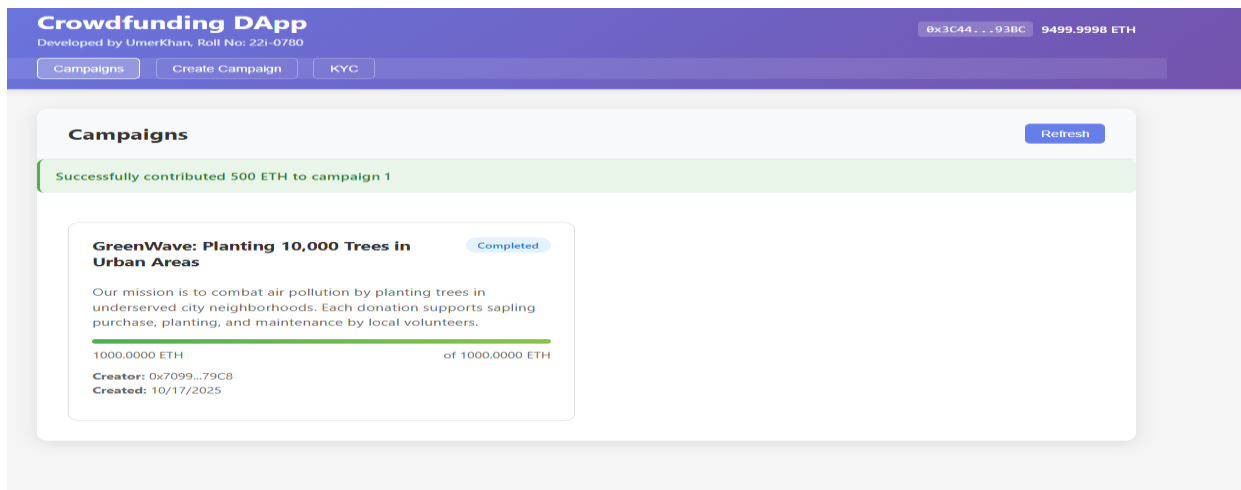 Crowdfunding DApp
Developed by UmerKhan, Roll No: 22i-0780
0x3C44...93BC 9499.9998 ETH
Campaigns Create Campaign KYC
Campaigns Refresh
Successfully contributed 500 ETH to campaign 1
GreenWave: Planting 10,000 Trees in
Urban Areas
Completed
Our mission is to combat air pollution by planting trees in
underserved city neighborhoods. Each donation supports sapling
purchase, planting, and maintenance by local volunteers.
1000.0000 ETH of 1000.0000 ETH
Creator: 0x7099...79C8
Created: 10/17/2025